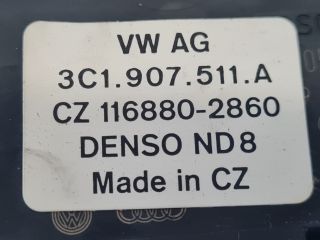 VW AG
3C1.907.511.A
CZ 116880-2860
DENSO ND8
Made in CZ